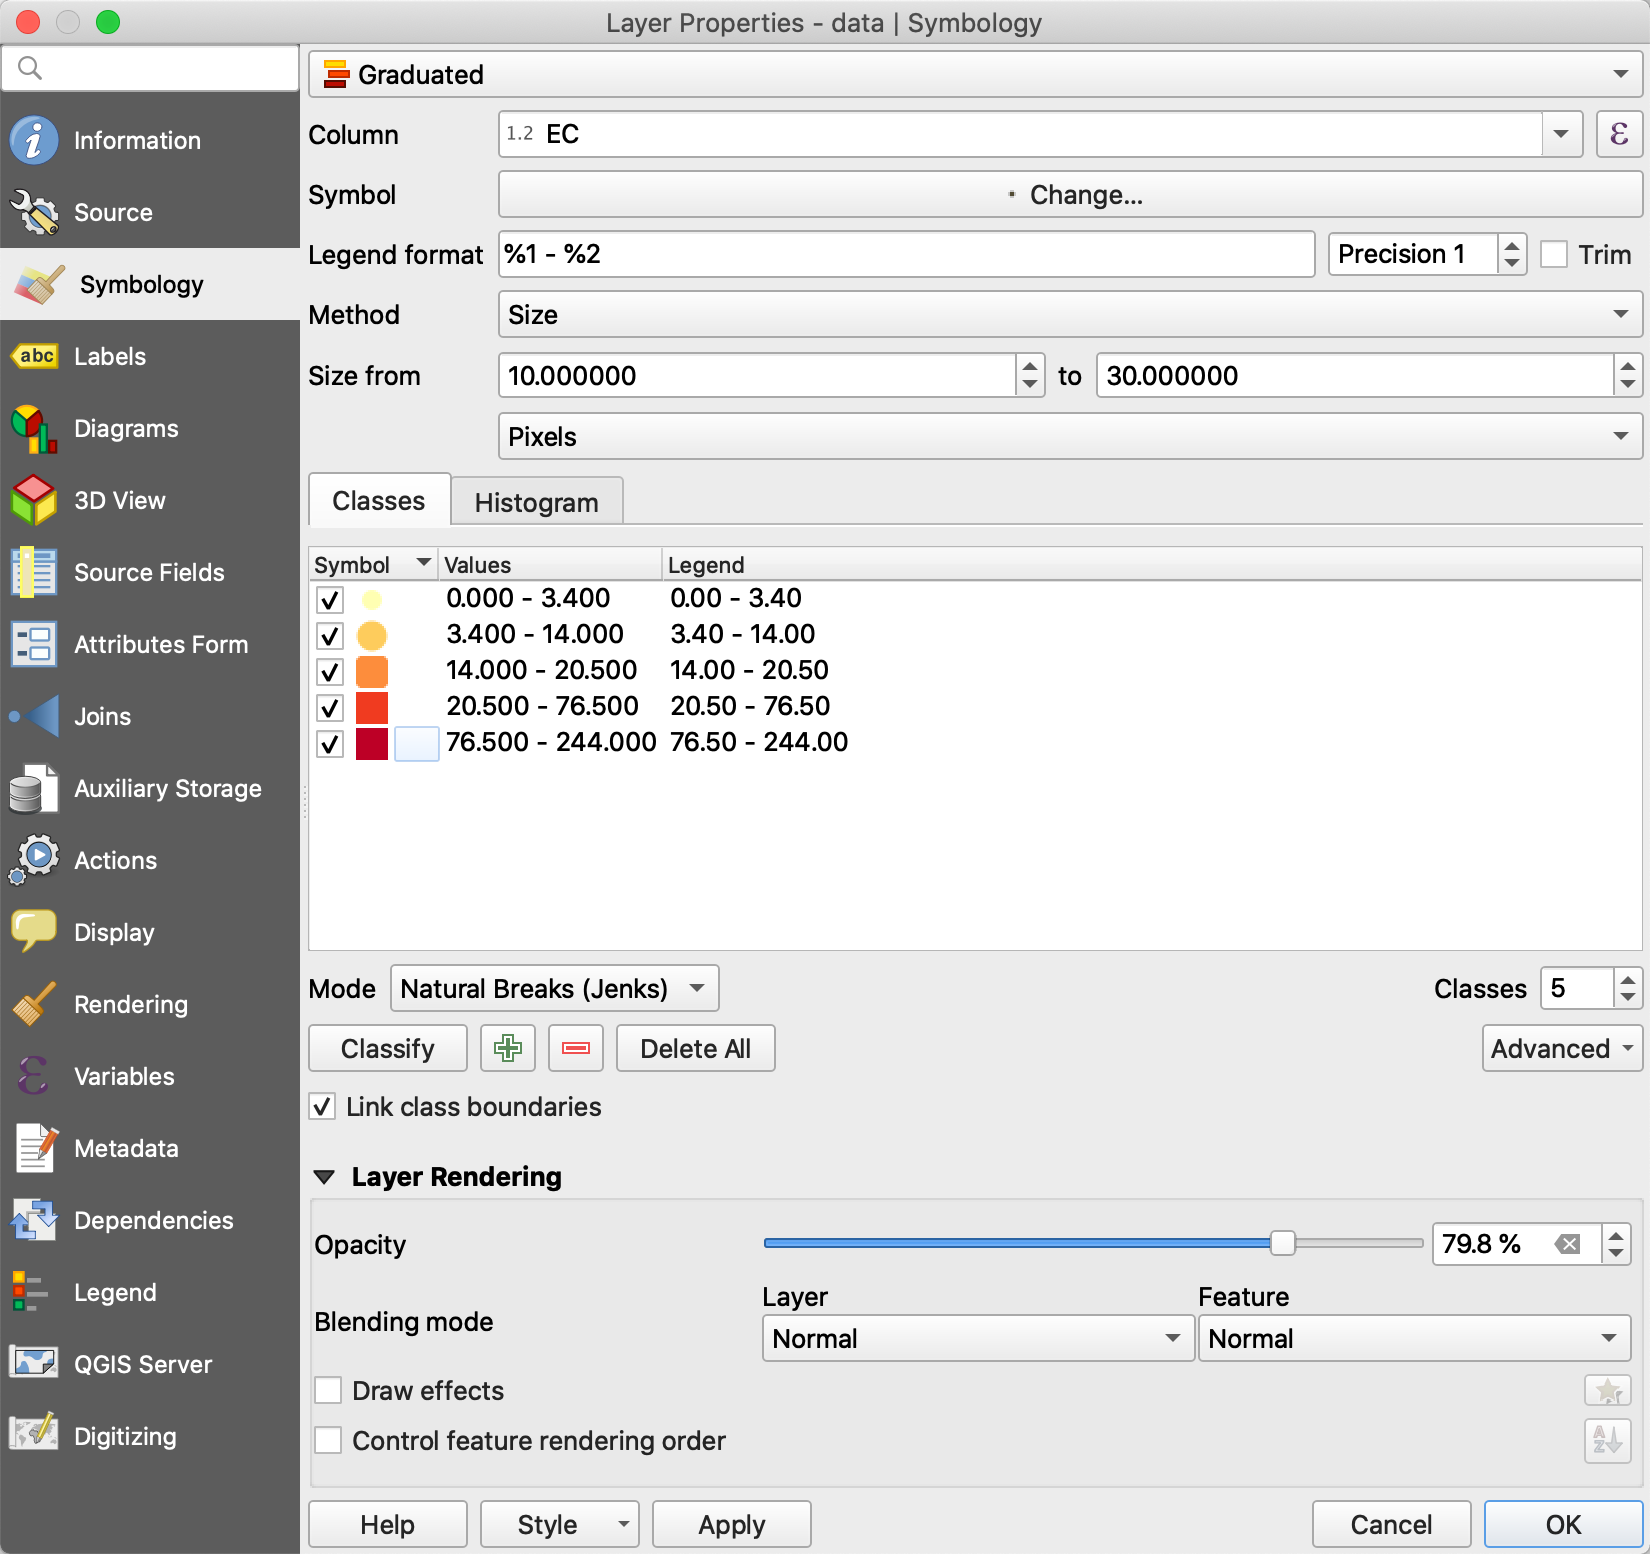 Layer Properties - data | Symbology
Information
Source
Symbology
abc Labels
Diagrams
3D View
Source Fields
Attributes Form
Joins
Auxiliary Storage
Actions
Display
Rendering
Variables
Metadata
Dependencies
Legend
QGIS Server
Digitizing
Graduated
Column 1.2 EC ε
Symbol Change...
Legend format %1 - %2 Precision 1 Trim
Method Size
Size from 10.000000 to 30.000000
Pixels
Classes Histogram
Symbol Values Legend
0.000 - 3.400 0.00 - 3.40
3.400 - 14.000 3.40 - 14.00
14.000 - 20.500 14.00 - 20.50
20.500 - 76.500 20.50 - 76.50
76.500 - 244.000 76.50 - 244.00
Mode Natural Breaks (Jenks) Classes 5
Classify Delete All Advanced
Link class boundaries
Layer Rendering
Opacity 79.8 %
Layer Feature
Blending mode Normal Normal
Draw effects
Control feature rendering order AZ
Help Style Apply Cancel OK